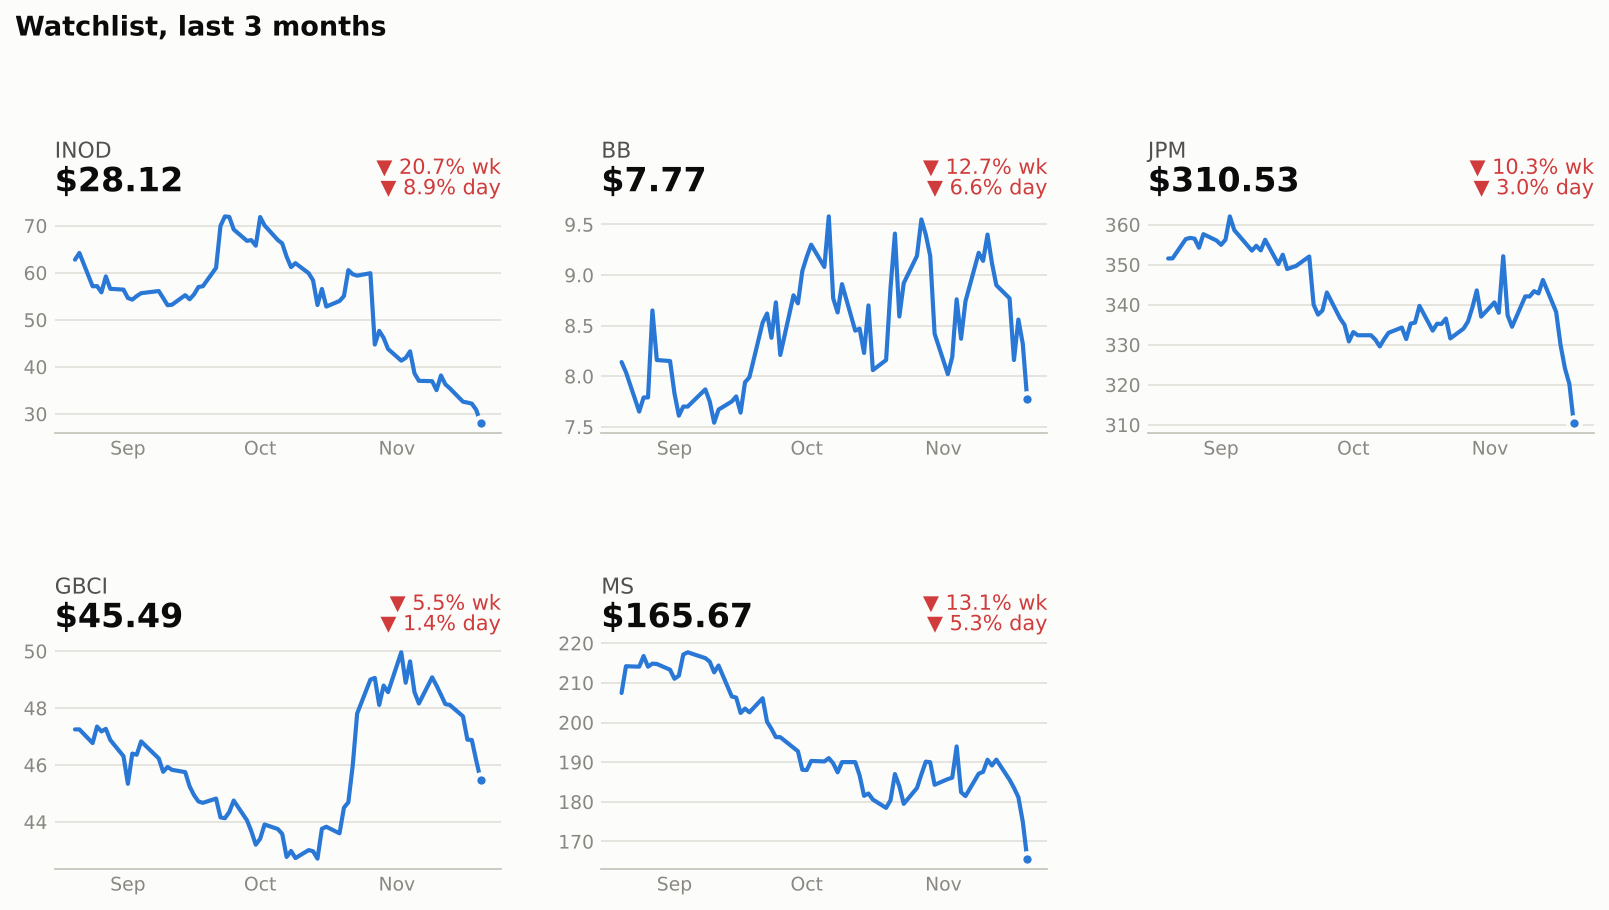 Watchlist, last 3 months
INOD
$28.12
▼ 20.7% wk
▼ 8.9% day
70
60
50
40
30
Sep Oct Nov
BB
$7.77
▼ 12.7% wk
▼ 6.6% day
9.5
9.0
8.5
8.0
7.5
Sep Oct Nov
JPM
$310.53
▼ 10.3% wk
▼ 3.0% day
360
350
340
330
320
310
Sep Oct Nov
GBCI
$45.49
▼ 5.5% wk
▼ 1.4% day
50
48
46
44
Sep Oct Nov
MS
$165.67
▼ 13.1% wk
▼ 5.3% day
220
210
200
190
180
170
Sep Oct Nov